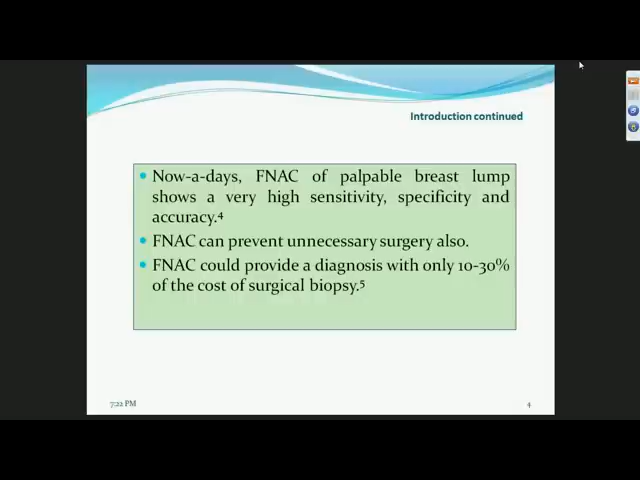 Introduction continued
• Now-a-days, FNAC of palpable breast lump
shows a very high sensitivity, specificity and
accuracy.⁴
• FNAC can prevent unnecessary surgery also.
• FNAC could provide a diagnosis with only 10-30%
of the cost of surgical biopsy.⁵
7:22 PM
4